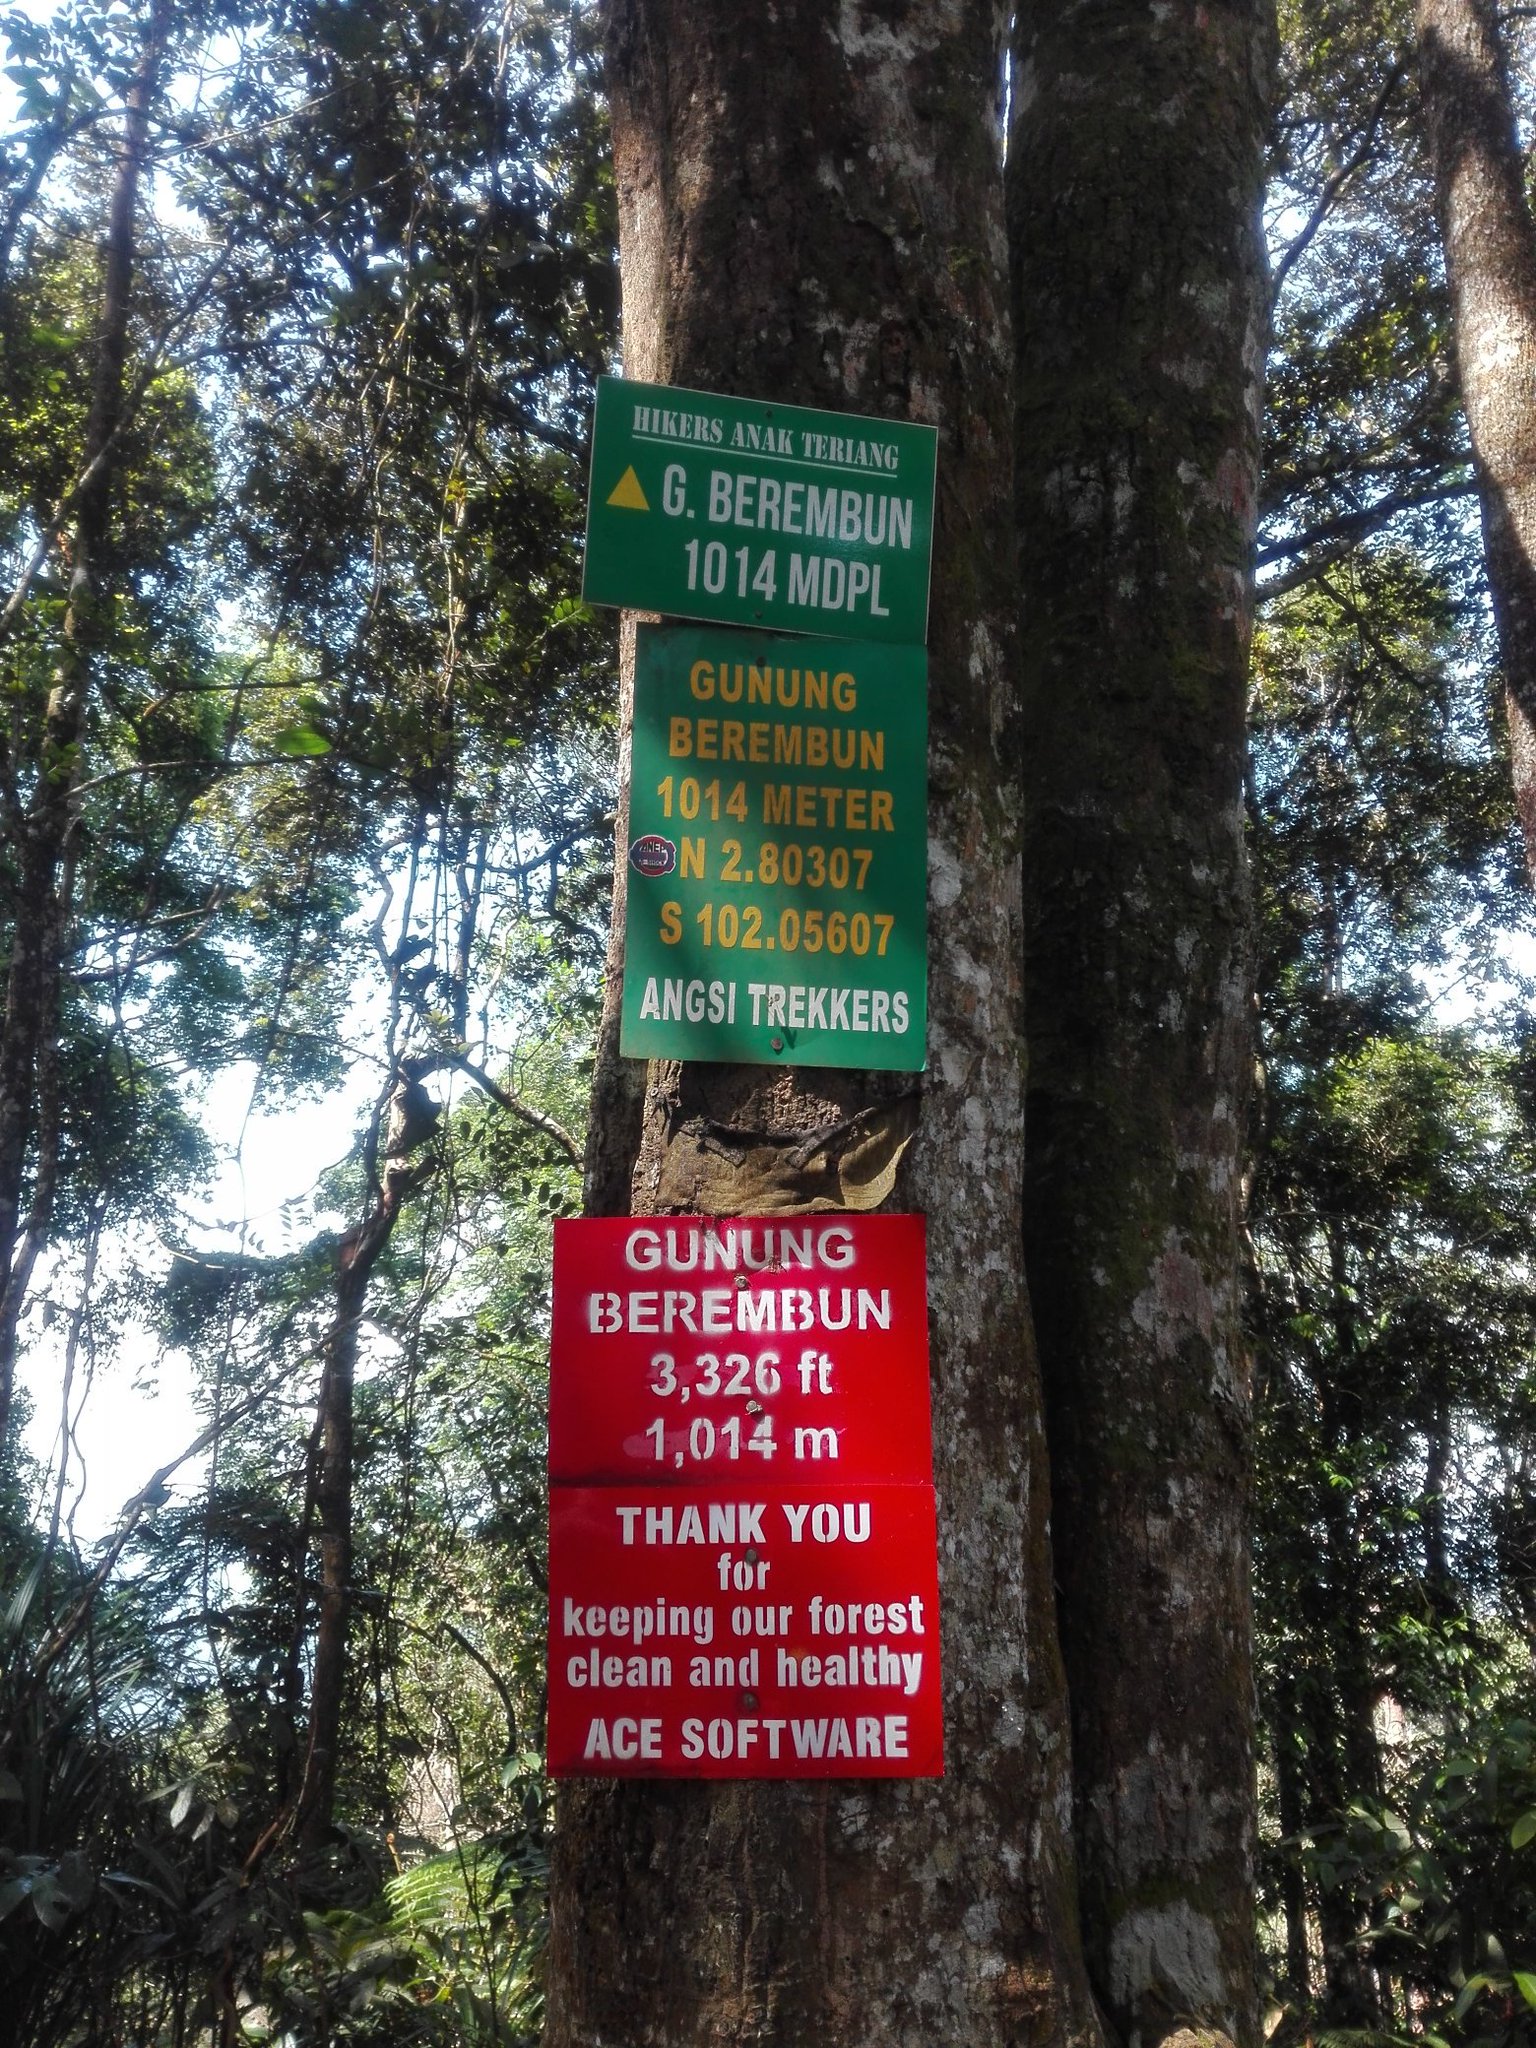 HIKERS ANAK TERIANG
G. BEREMBUN
1014 MDPL
GUNUNG
BEREMBUN
1014 METER
N 2.80307
S 102.05607
ANGSI TREKKERS
GUNUNG
BEREMBUN
3,326 ft
1,014 m
THANK YOU
for
keeping our forest
clean and healthy
ACE SOFTWARE